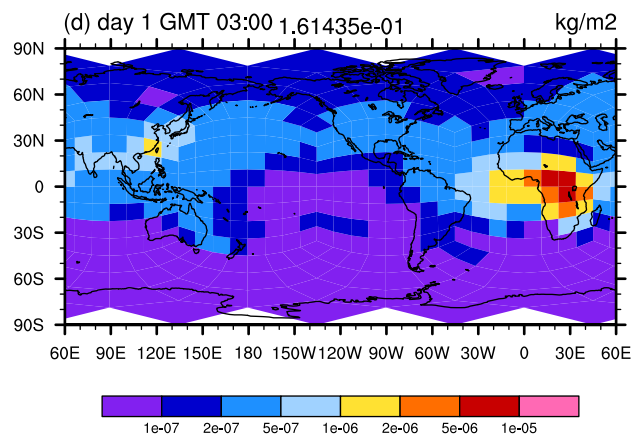 (d) day 1 GMT 03:00 1.61435e-01 kg/m2
90N
60N
30N
0
30S
60S
90S
60E 90E 120E 150E 180 150W 120W 90W 60W 30W 0 30E 60E
1e-07 2e-07 5e-07 1e-06 2e-06 5e-06 1e-05